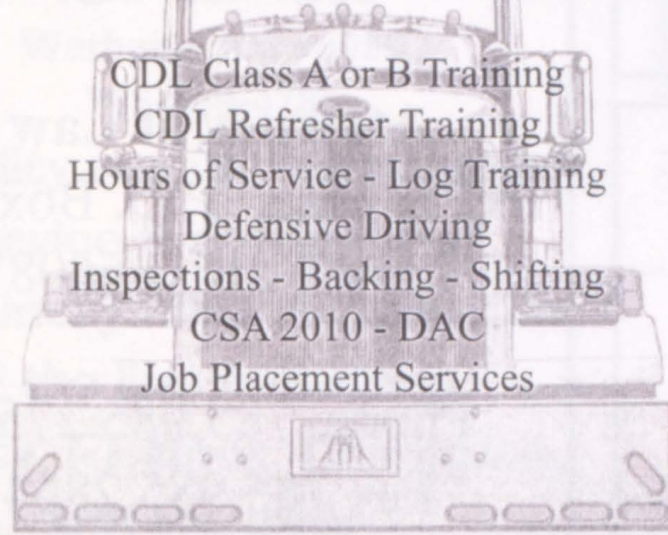 CDL Class A or B Training
CDL Refresher Training
Hours of Service - Log Training
Defensive Driving
Inspections - Backing - Shifting
CSA 2010 - DAC
Job Placement Services